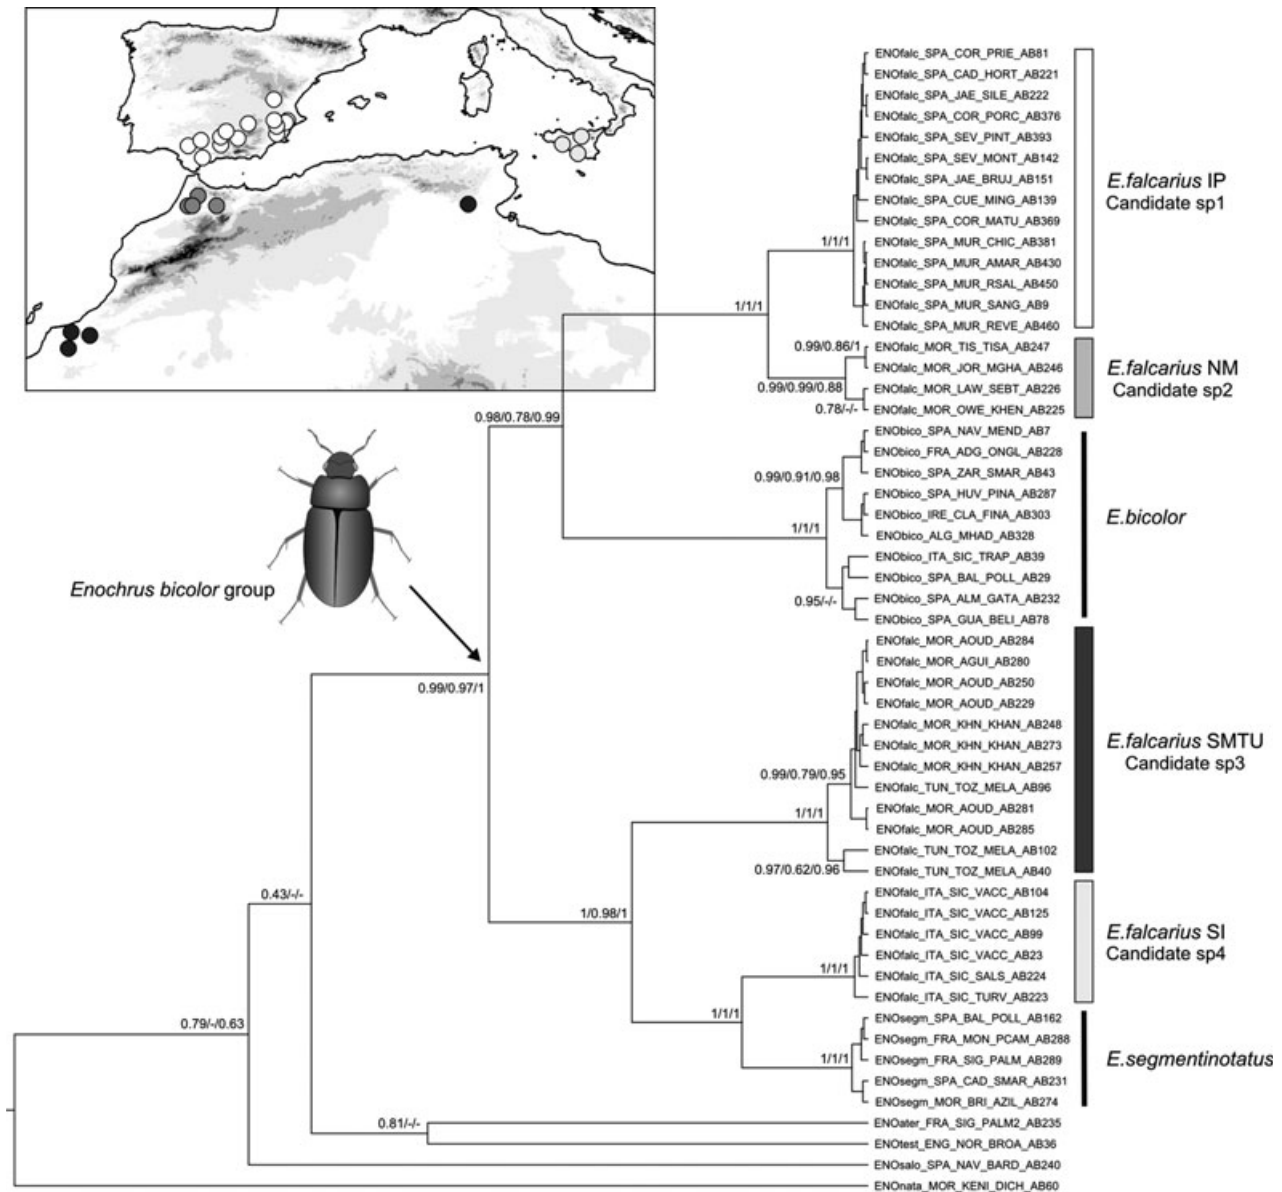 ENOfalc_SPA_COR_PRIE_AB81
ENOfalc_SPA_CAD_HORT_AB221
ENOfalc_SPA_JAE_SILE_AB222
ENOfalc_SPA_COR_PORC_AB376
ENOfalc_SPA_SEV_PINT_AB393
ENOfalc_SPA_SEV_MONT_AB142
ENOfalc_SPA_JAE_BRUJ_AB151
ENOfalc_SPA_CUE_MING_AB139
ENOfalc_SPA_COR_MATU_AB369
ENOfalc_SPA_MUR_CHIC_AB381
ENOfalc_SPA_MUR_AMAR_AB430
ENOfalc_SPA_MUR_RSAL_AB450
ENOfalc_SPA_MUR_SANG_AB9
ENOfalc_SPA_MUR_REVE_AB460
E.falcarius IP
Candidate sp1
1/1/1
1/1/1
0.99/0.86/1
ENOfalc_MOR_TIS_TISA_AB247
ENOfalc_MOR_JOR_MGHA_AB246
ENOfalc_MOR_LAW_SEBT_AB226
ENOfalc_MOR_OWE_KHEN_AB225
0.99/0.99/0.88
0.78/-/-
E.falcarius NM
Candidate sp2
0.98/0.78/0.99
ENObico_SPA_NAV_MEND_AB7
ENObico_FRA_ADG_ONGL_AB228
ENObico_SPA_ZAR_SMAR_AB43
ENObico_SPA_HUV_PINA_AB287
ENObico_IRE_CLA_FINA_AB303
ENObico_ALG_MHAD_AB328
ENObico_ITA_SIC_TRAP_AB39
ENObico_SPA_BAL_POLL_AB29
ENObico_SPA_ALM_GATA_AB232
ENObico_SPA_GUA_BELI_AB78
0.99/0.91/0.98
1/1/1
0.95/-/-
E.bicolor
Enochrus bicolor group
0.99/0.97/1
ENOfalc_MOR_AOUD_AB284
ENOfalc_MOR_AGUI_AB280
ENOfalc_MOR_AOUD_AB250
ENOfalc_MOR_AOUD_AB229
ENOfalc_MOR_KHN_KHAN_AB248
ENOfalc_MOR_KHN_KHAN_AB273
ENOfalc_MOR_KHN_KHAN_AB257
ENOfalc_TUN_TOZ_MELA_AB96
ENOfalc_MOR_AOUD_AB281
ENOfalc_MOR_AOUD_AB285
ENOfalc_TUN_TOZ_MELA_AB102
ENOfalc_TUN_TOZ_MELA_AB40
0.99/0.79/0.95
1/1/1
0.97/0.62/0.96
E.falcarius SMTU
Candidate sp3
0.43/-/-
1/0.98/1
ENOfalc_ITA_SIC_VACC_AB104
ENOfalc_ITA_SIC_VACC_AB125
ENOfalc_ITA_SIC_VACC_AB99
ENOfalc_ITA_SIC_VACC_AB23
ENOfalc_ITA_SIC_SALS_AB224
ENOfalc_ITA_SIC_TURV_AB223
1/1/1
E.falcarius SI
Candidate sp4
0.79/-/0.63
1/1/1
1/1/1
ENOsegm_SPA_BAL_POLL_AB162
ENOsegm_FRA_MON_PCAM_AB288
ENOsegm_FRA_SIG_PALM_AB289
ENOsegm_SPA_CAD_SMAR_AB231
ENOsegm_MOR_BRI_AZIL_AB274
E.segmentinotatus
0.81/-/-
ENOater_FRA_SIG_PALM2_AB235
ENOtest_ENG_NOR_BROA_AB36
ENOsalo_SPA_NAV_BARD_AB240
ENOnata_MOR_KENI_DICH_AB60